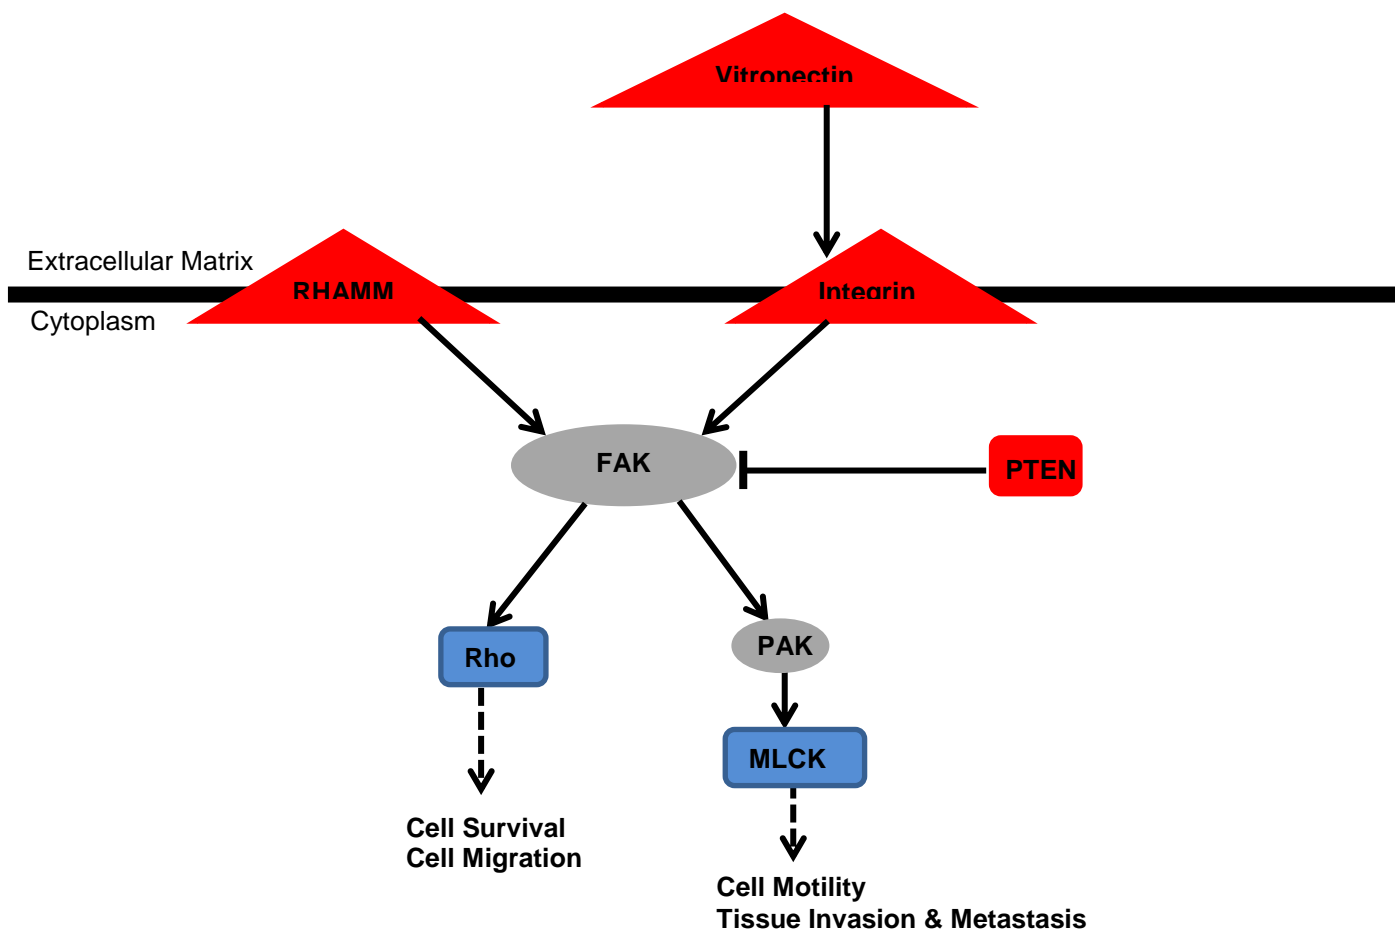 Vitronectin
Extracellular Matrix
RHAMM
Integrin
Cytoplasm
FAK
PTEN
Rho
PAK
MLCK
Cell Survival
Cell Migration
Cell Motility
Tissue Invasion & Metastasis